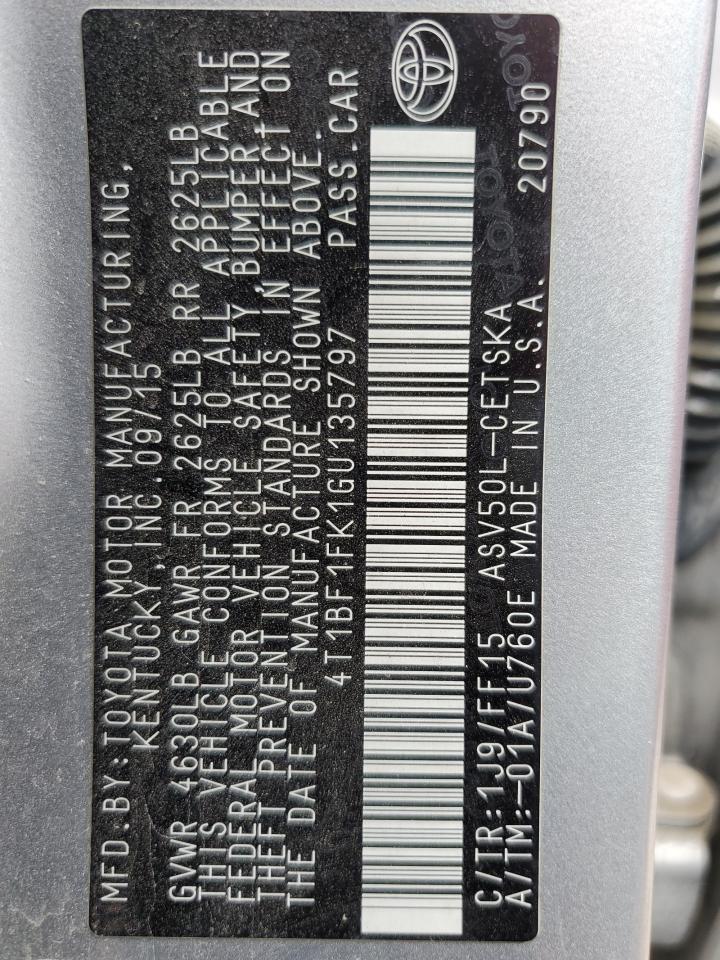 MFD.BY:TOYOTA MOTOR MANUFACTURING,
KENTUCKY,INC.09/15
GVWR 4630LB GAWR FR 2625LB RR 2625LB
THIS VEHICLE CONFORMS TO ALL APPLICABLE
FEDERAL MOTOR VEHICLE SAFETY, BUMPER,AND
THEFT PREVENTION STANDARDS IN EFFECT ON
THE DATE OF MANUFACTURE SHOWN ABOVE.
4T1BF1FK1GU135797 PASS.CAR
C/TR:1J9/FF15 ASV50L-CETSKA
A/TM:-01A/U760E MADE IN U.S.A. 20790
TOYOTA
TOYOTA